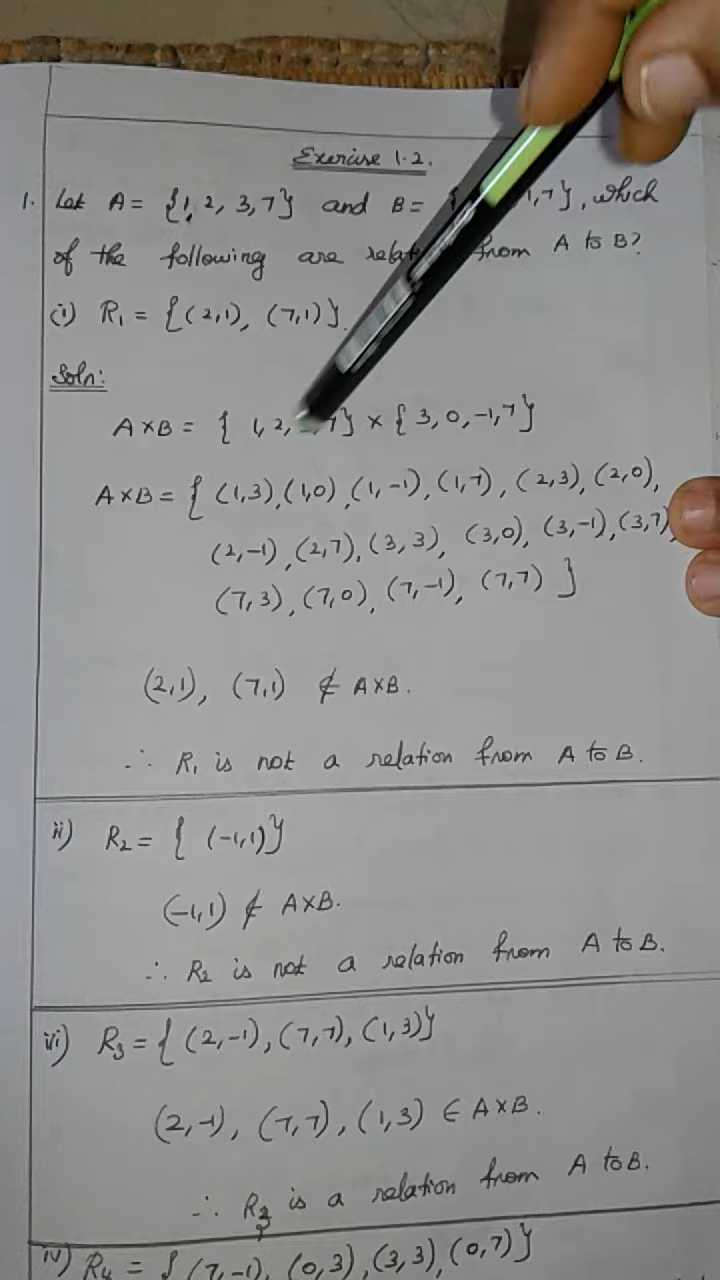 Exercise 1.2.
1. Let A = {1, 2, 3, 7} and B = { 1, 7}, which
of the following are from A to B?
(i) R₁ = {(2,1), (7,1)}.
Soln:
A×B = { 1, 2, 7} × { 3, 0, -1, 7}
A×B = { (1,3), (1,0), (1,-1), (1,7), (2,3), (2,0),
(2,-1), (2,7), (3,3), (3,0), (3,-1), (3,7),
(7,3), (7,0), (7,-1), (7,7) }
(2,1), (7,1) ∉ A×B.
∴ R₁ is not a relation from A to B.
ii) R₂ = { (-1,1)}
(-1,1) ∉ A×B.
∴ R₂ is not a relation from A to B.
iii) R₃ = { (2,-1), (7,7), (1,3)}
(2,-1), (7,7), (1,3) ∈ A×B.
∴ R₃ is a relation from A to B.
iv) R₄ = { (7,-1), (0,3), (3,3), (0,7)}